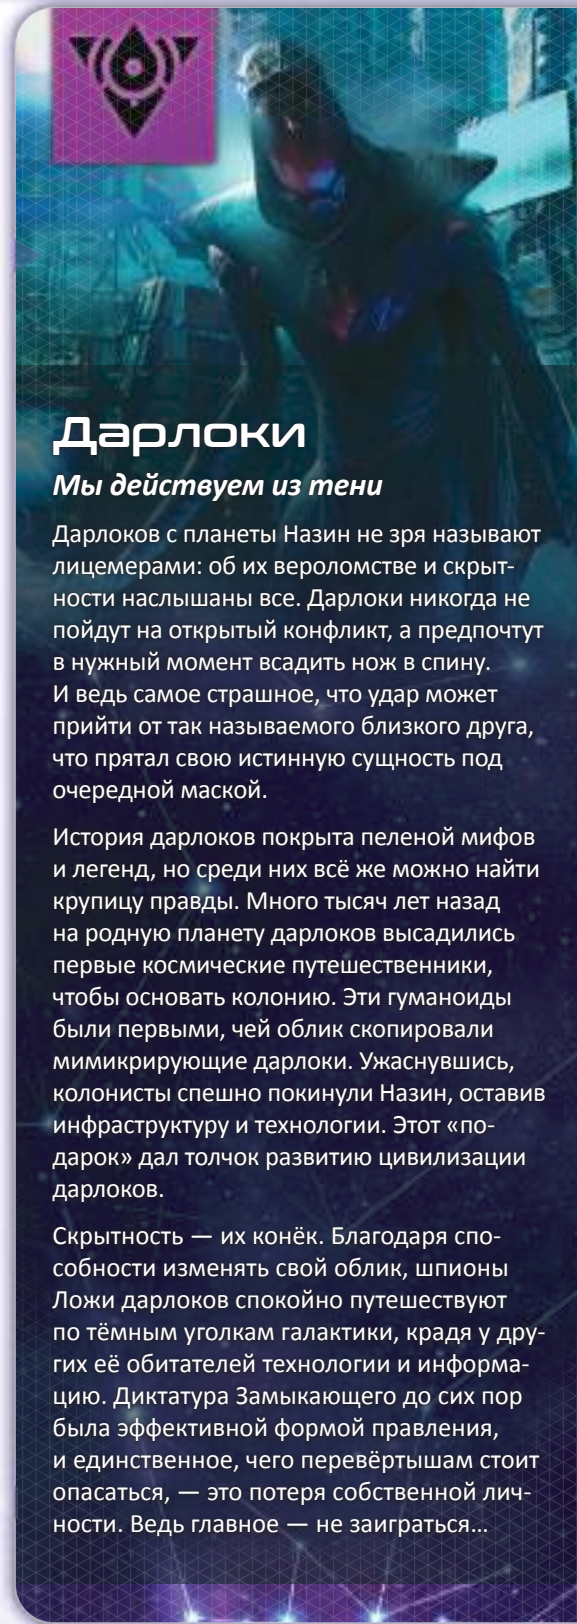 Дарлоки
Мы действуем из тени
Дарлоков с планеты Назин не зря называют
лицемерами: об их вероломстве и скрыт-
ности наслышаны все. Дарлоки никогда не
пойдут на открытый конфликт, а предпочтут
в нужный момент всадить нож в спину.
И ведь самое страшное, что удар может
прийти от так называемого близкого друга,
что прятал свою истинную сущность под
очередной маской.
История дарлоков покрыта пеленой мифов
и легенд, но среди них всё же можно найти
крупицу правды. Много тысяч лет назад
на родную планету дарлоков высадились
первые космические путешественники,
чтобы основать колонию. Эти гуманоиды
были первыми, чей облик скопировали
мимикрирующие дарлоки. Ужаснувшись,
колонисты спешно покинули Назин, оставив
инфраструктуру и технологии. Этот «по-
дарок» дал толчок развитию цивилизации
дарлоков.
Скрытность — их конёк. Благодаря спо-
собности изменять свой облик, шпионы
Ложи дарлоков спокойно путешествуют
по тёмным уголкам галактики, крадя у дру-
гих её обитателей технологии и информа-
цию. Диктатура Замыкающего до сих пор
была эффективной формой правления,
и единственное, чего перевёртышам стоит
опасаться, — это потеря собственной лич-
ности. Ведь главное — не заиграться…